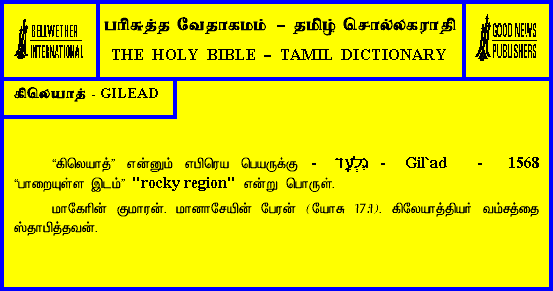 BELLWETHER
INTERNATIONAL
பரிசுத்த வேதாகமம் – தமிழ் சொல்லகராதி
THE HOLY BIBLE – TAMIL DICTIONARY
GOOD NEWS
PUBLISHERS
கிலெயாத் - GILEAD
“கிலெயாத்” என்னும் எபிரெய பெயருக்கு - גִּלְעָד - Gil`ad - 1568
“பாறையுள்ள இடம்” "rocky region" என்று பொருள்.
மாகேரின் குமாரன். மானாசேயின் பேரன் (யோசு 17:1). கிலேயாத்தியர் வம்சத்தை
ஸ்தாபித்தவன்.